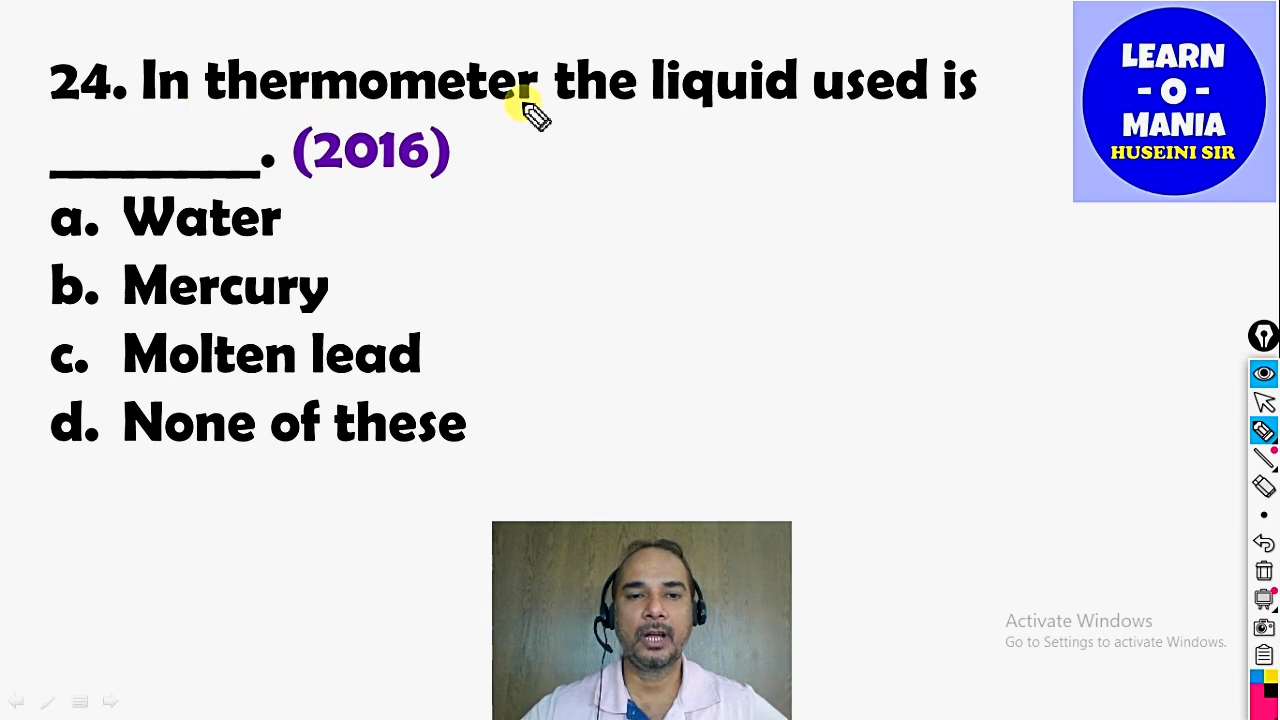 24. In thermometer the liquid used is
________. (2016)
a. Water
b. Mercury
c. Molten lead
d. None of these
LEARN
- O -
MANIA
HUSEINI SIR
Activate Windows
Go to Settings to activate Windows.